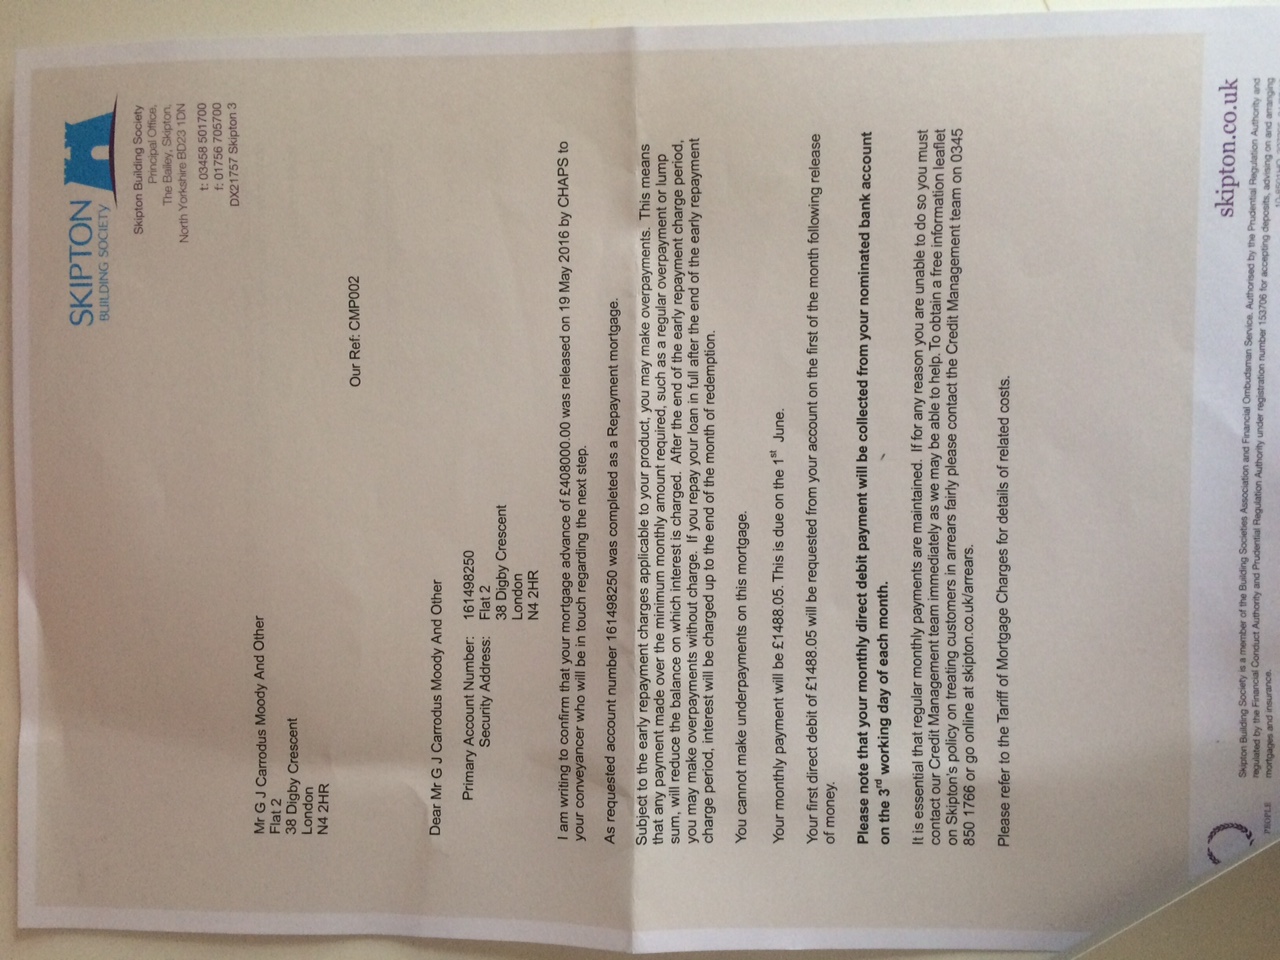 SKIPTON
BUILDING SOCIETY
Skipton Building Society
Principal Office,
The Bailey, Skipton,
North Yorkshire BD23 1DN
t: 03458 501700
f: 01756 705700
DX21757 Skipton 3
Mr G J Carrodus Moody And Other
Flat 2
38 Digby Crescent
London
N4 2HR
Our Ref: CMP002
Dear Mr G J Carrodus Moody And Other
Primary Account Number: 161498250
Security Address: Flat 2
38 Digby Crescent
London
N4 2HR
I am writing to confirm that your mortgage advance of £408000.00 was released on 19 May 2016 by CHAPS to
your conveyancer who will be in touch regarding the next step.
As requested account number 161498250 was completed as a Repayment mortgage.
Subject to the early repayment charges applicable to your product, you may make overpayments. This means
that any payment made over the minimum monthly amount required, such as a regular overpayment or lump
sum, will reduce the balance on which interest is charged. After the end of the early repayment charge period,
you may make overpayments without charge. If you repay your loan in full after the end of the early repayment
charge period, interest will be charged up to the end of the month of redemption.
You cannot make underpayments on this mortgage.
Your monthly payment will be £1488.05. This is due on the 1st June.
Your first direct debit of £1488.05 will be requested from your account on the first of the month following release
of money.
Please note that your monthly direct debit payment will be collected from your nominated bank account
on the 3rd working day of each month.
It is essential that regular monthly payments are maintained. If for any reason you are unable to do so you must
contact our Credit Management team immediately as we may be able to help. To obtain a free information leaflet
on Skipton's policy on treating customers in arrears fairly please contact the Credit Management team on 0345
850 1766 or go online at skipton.co.uk/arrears.
Please refer to the Tariff of Mortgage Charges for details of related costs.
skipton.co.uk
PEOPLE
Skipton Building Society is a member of the Building Societies Association and Financial Ombudsman Service. Authorised by the Prudential Regulation Authority and
regulated by the Financial Conduct Authority and Prudential Regulation Authority under registration number 153706 for accepting deposits, advising on and arranging
mortgages and insurance.